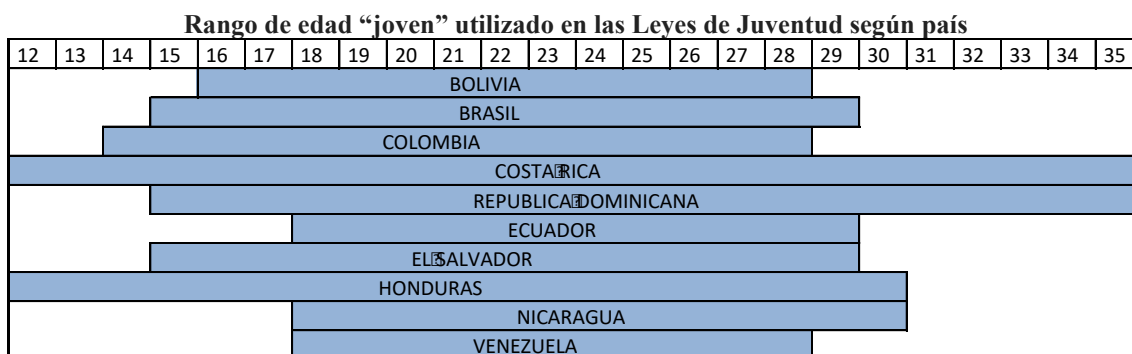 Rango de edad “joven” utilizado en las Leyes de Juventud según país
12 13 14 15 16 17 18 19 20 21 22 23 24 25 26 27 28 29 30 31 32 33 34 35
BOLIVIA
BRASIL
COLOMBIA
COSTA RICA
REPUBLICA DOMINICANA
ECUADOR
EL SALVADOR
HONDURAS
NICARAGUA
VENEZUELA